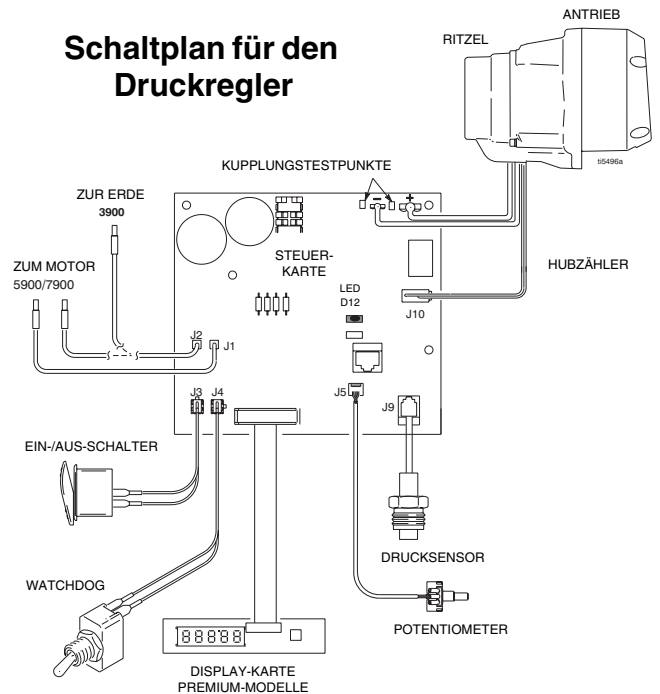 Schaltplan für den
Druckregler
ANTRIEB
RITZEL
ti5496a
KUPPLUNGSTESTPUNKTE
ZUR ERDE
3900
- +
STEUER-
KARTE
ZUM MOTOR
5900/7900
HUBZÄHLER
LED
D12
J10
J2
J1
J3 J4
J5
J9
EIN-/AUS-SCHALTER
DRUCKSENSOR
WATCHDOG
POTENTIOMETER
88888
DISPLAY-KARTE
PREMIUM-MODELLE